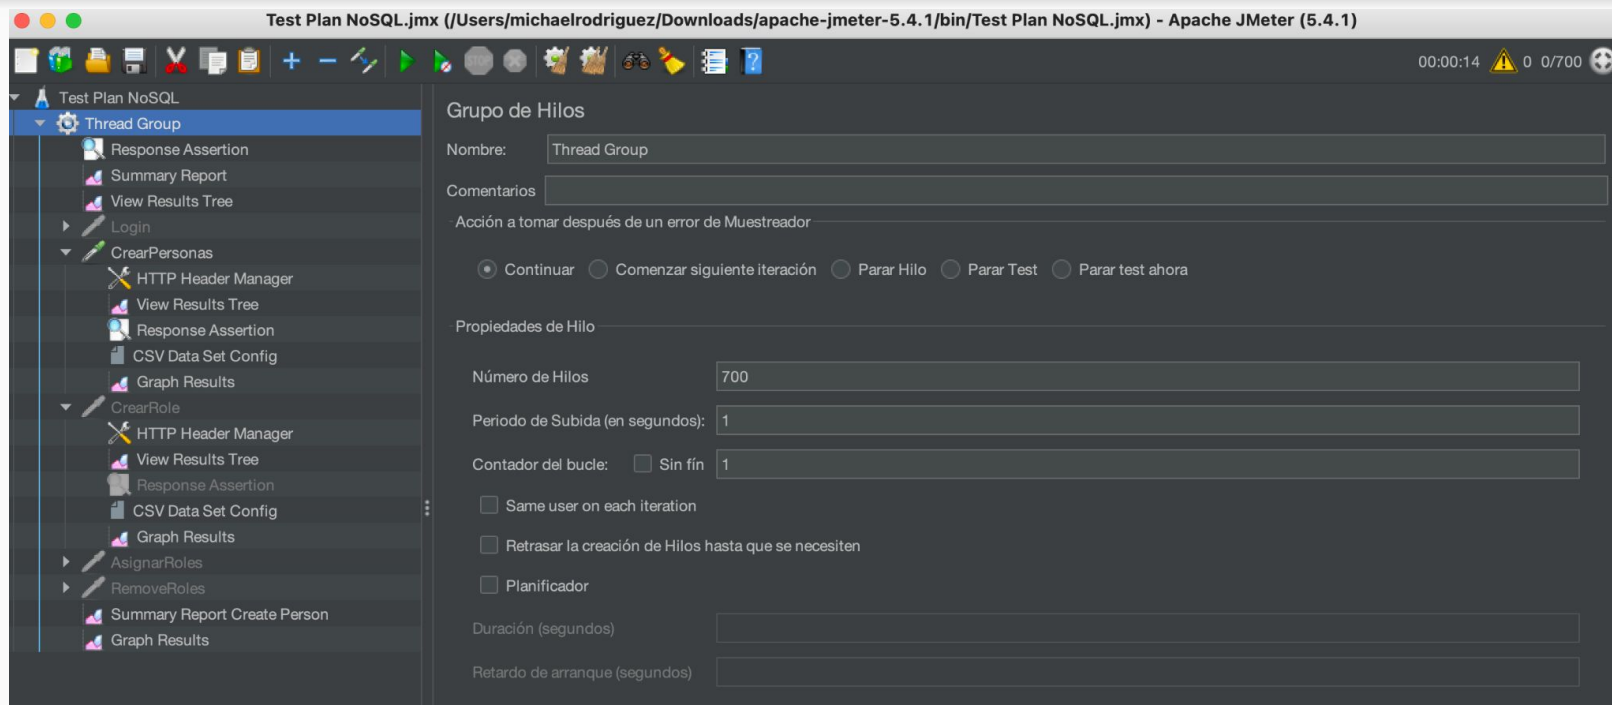 Test Plan NoSQL.jmx (/Users/michaelrodriguez/Downloads/apache-jmeter-5.4.1/bin/Test Plan NoSQL.jmx) - Apache JMeter (5.4.1)
STOP
00:00:14 0 0/700
Test Plan NoSQL
Thread Group
Response Assertion
Summary Report
View Results Tree
Login
CrearPersonas
HTTP Header Manager
View Results Tree
Response Assertion
CSV Data Set Config
Graph Results
CrearRole
HTTP Header Manager
View Results Tree
Response Assertion
CSV Data Set Config
Graph Results
AsignarRoles
RemoveRoles
Summary Report Create Person
Graph Results
Grupo de Hilos
Nombre: Thread Group
Comentarios
Acción a tomar después de un error de Muestreador
Continuar Comenzar siguiente iteración Parar Hilo Parar Test Parar test ahora
Propiedades de Hilo
Número de Hilos 700
Periodo de Subida (en segundos): 1
Contador del bucle: Sin fín 1
Same user on each iteration
Retrasar la creación de Hilos hasta que se necesiten
Planificador
Duración (segundos)
Retardo de arranque (segundos)